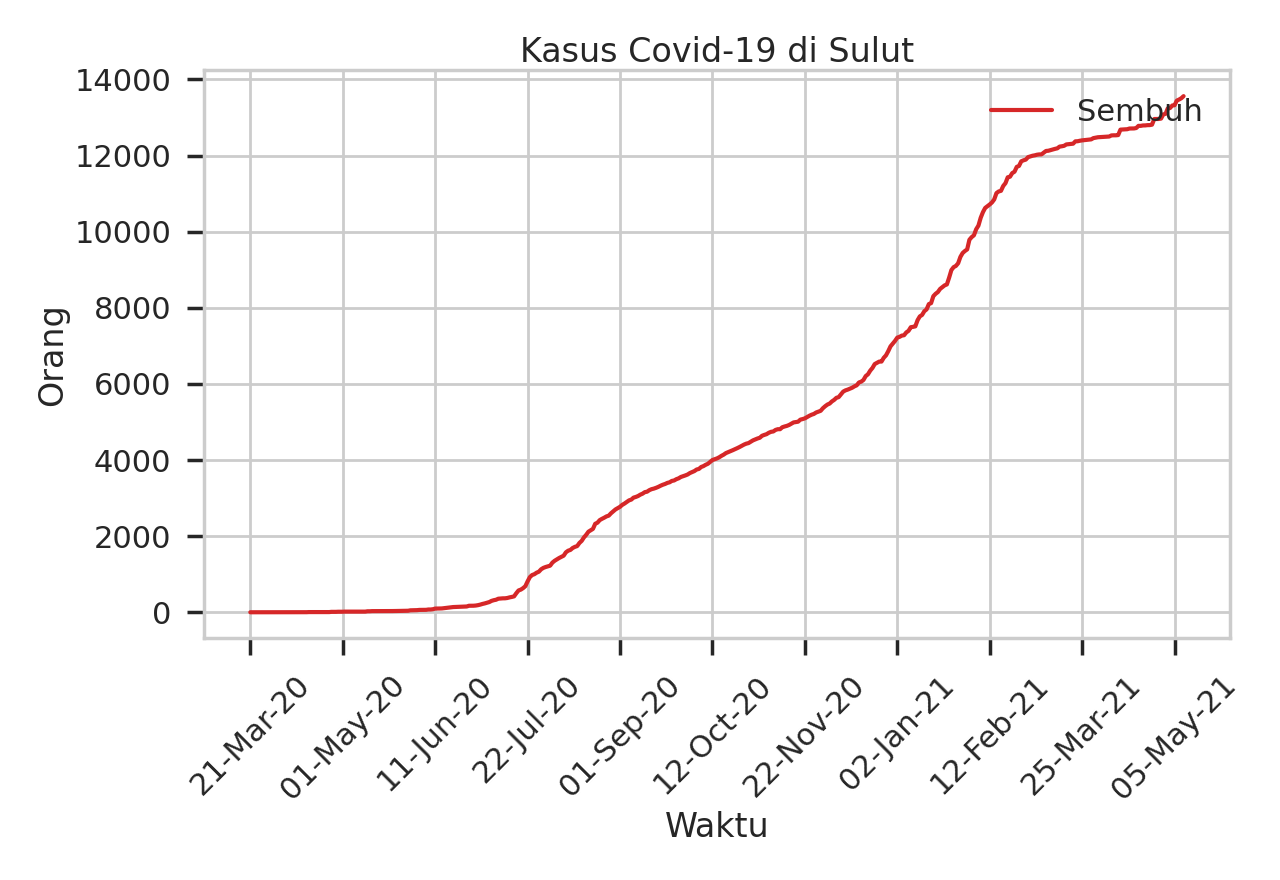 Kasus Covid-19 di Sulut
14000
12000
10000
8000
6000
4000
2000
0
Orang
Sembuh
21-Mar-20
01-May-20
11-Jun-20
22-Jul-20
01-Sep-20
12-Oct-20
22-Nov-20
02-Jan-21
12-Feb-21
25-Mar-21
05-May-21
Waktu